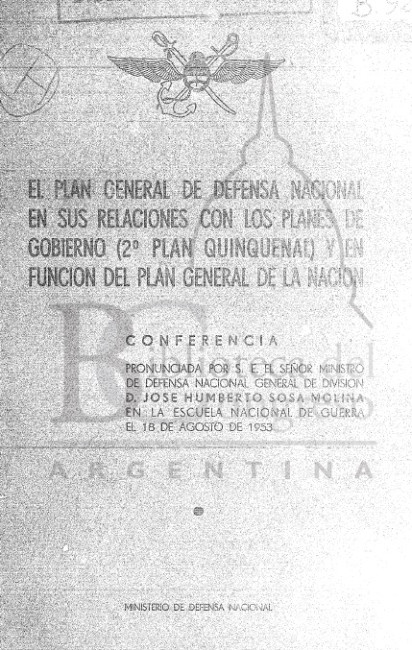 B 92
EL PLAN GENERAL DE DEFENSA NACIONAL
EN SUS RELACIONES CON LOS PLANES DE
GOBIERNO (2º PLAN QUINQUENAL) Y EN
FUNCION DEL PLAN GENERAL DE LA NACION
CONFERENCIA
PRONUNCIADA POR S. E. EL SEÑOR MINISTRO
DE DEFENSA NACIONAL GENERAL DE DIVISION
D. JOSE HUMBERTO SOSA MOLINA
EN LA ESCUELA NACIONAL DE GUERRA
EL 18 DE AGOSTO DE 1953
Biblioteca del
ARGENTINA
MINISTERIO DE DEFENSA NACIONAL